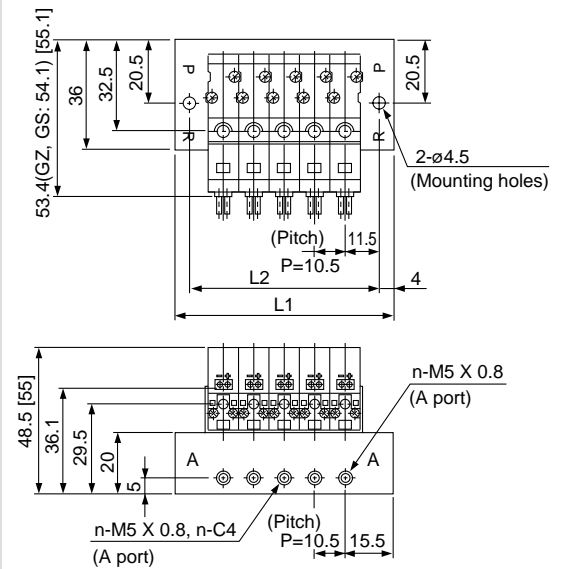 53.4(GZ, GS: 54.1) [55.1]
36
32.5
20.5
P
P
20.5
R
R
2-ø4.5
(Mounting holes)
(Pitch)
11.5
P=10.5
L2
4
L1
48.5 [55]
36.1
29.5
20
5
n-M5 X 0.8
(A port)
A
A
n-M5 X 0.8, n-C4
(A port)
(Pitch)
P=10.5
15.5